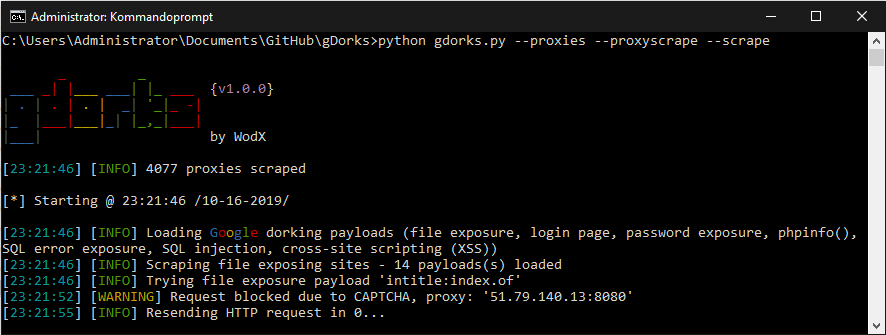 Administrator: Kommandoprompt
C:\Users\Administrator\Documents\GitHub\gDorks>python gdorks.py --proxies --proxyscrape --scrape
gdorks
{v1.0.0}
by WodX
[23:21:46] [INFO] 4077 proxies scraped
[*] Starting @ 23:21:46 /10-16-2019/
[23:21:46] [INFO] Loading Google dorking payloads (file exposure, login page, password exposure, phpinfo(),
SQL error exposure, SQL injection, cross-site scripting (XSS))
[23:21:46] [INFO] Scraping file exposing sites - 14 payloads(s) loaded
[23:21:46] [INFO] Trying file exposure payload 'intitle:index.of'
[23:21:52] [WARNING] Request blocked due to CAPTCHA, proxy: '51.79.140.13:8080'
[23:21:55] [INFO] Resending HTTP request in 0...